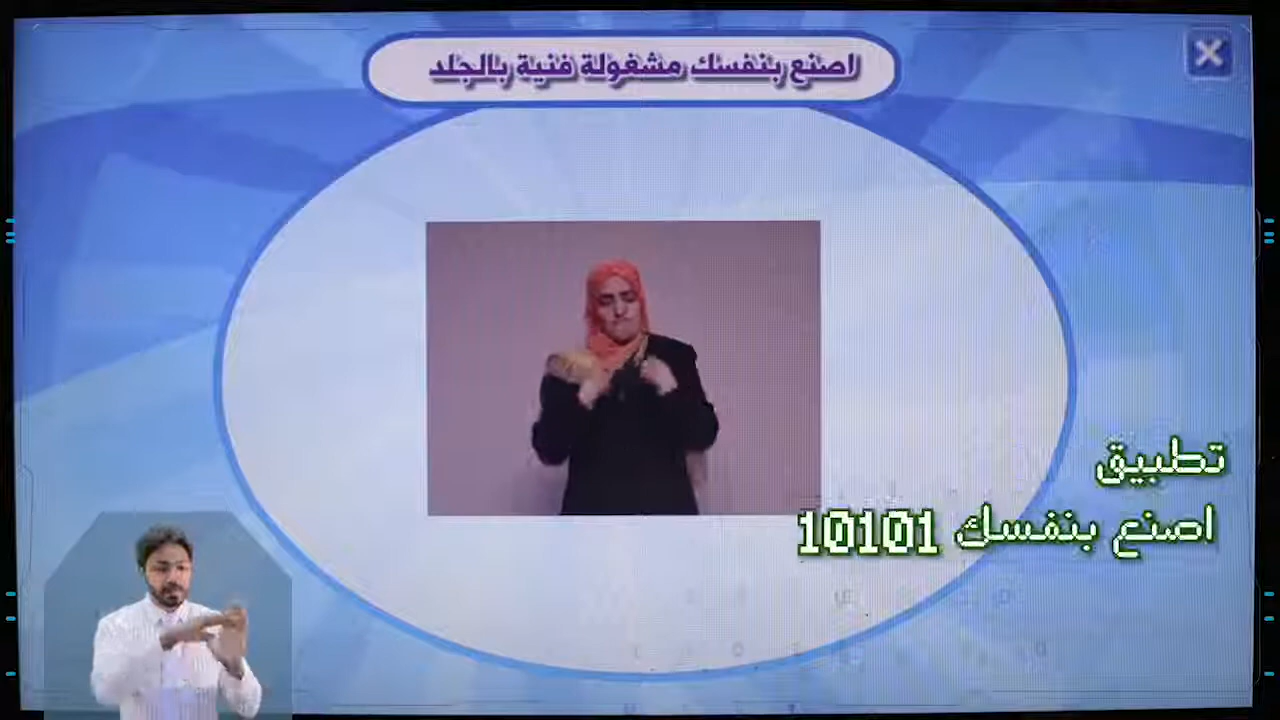 اصنع بنفسك مشغولة فنية بالجلد
تطبيق
اصنع بنفسك 10101